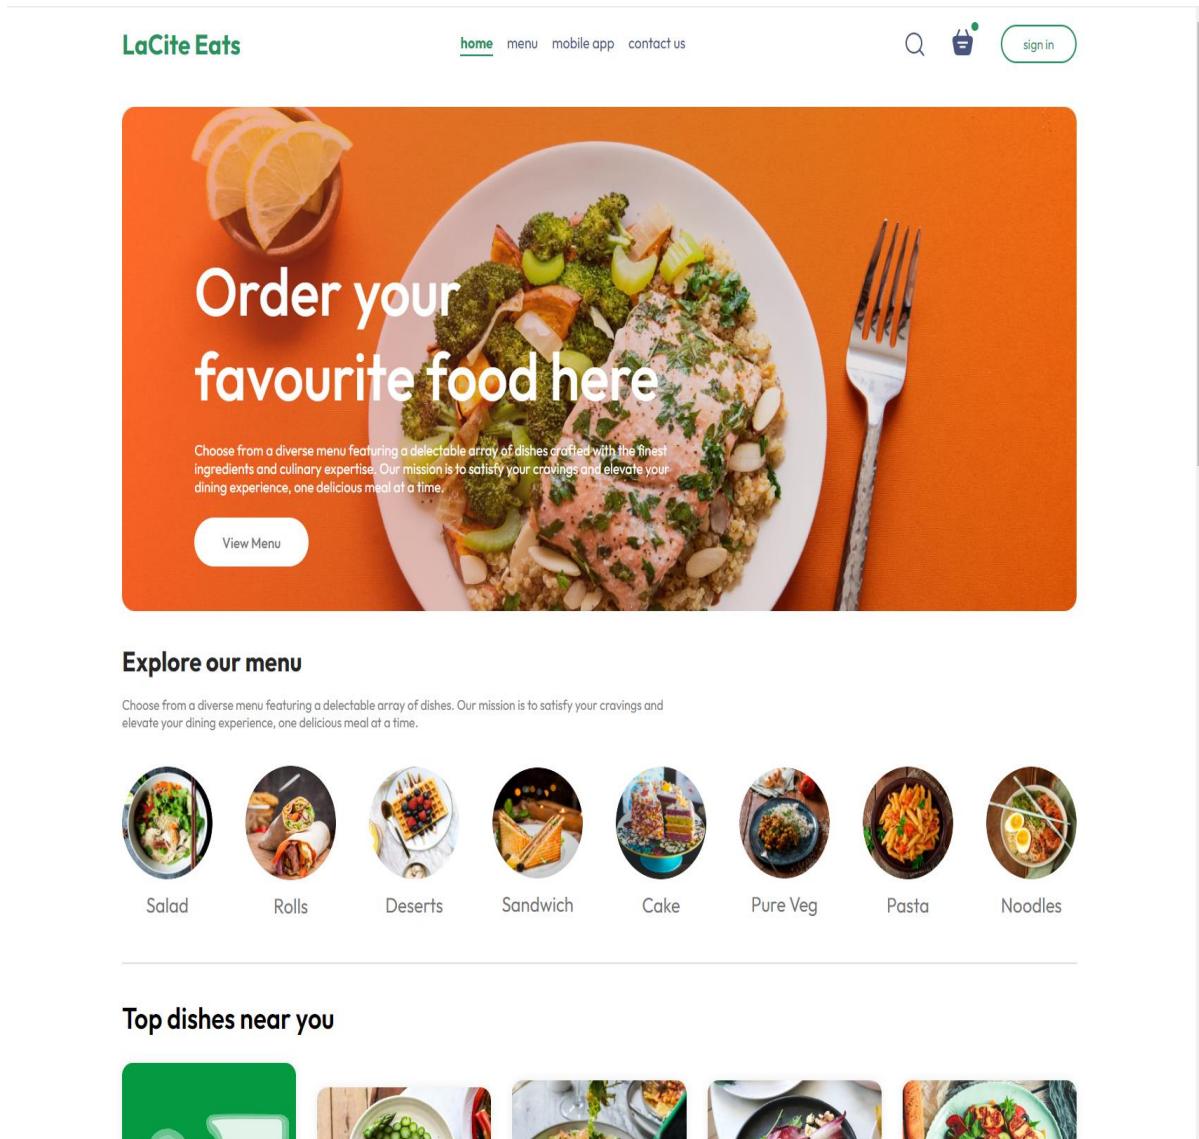 LaCite Eats
home menu mobile app contact us
sign in
Order your
favourite food here
Choose from a diverse menu featuring a delectable array of dishes crafted with the finest
ingredients and culinary expertise. Our mission is to satisfy your cravings and elevate your
dining experience, one delicious meal at a time.
View Menu
Explore our menu
Choose from a diverse menu featuring a delectable array of dishes. Our mission is to satisfy your cravings and
elevate your dining experience, one delicious meal at a time.
Salad Rolls Deserts Sandwich Cake Pure Veg Pasta Noodles
Top dishes near you